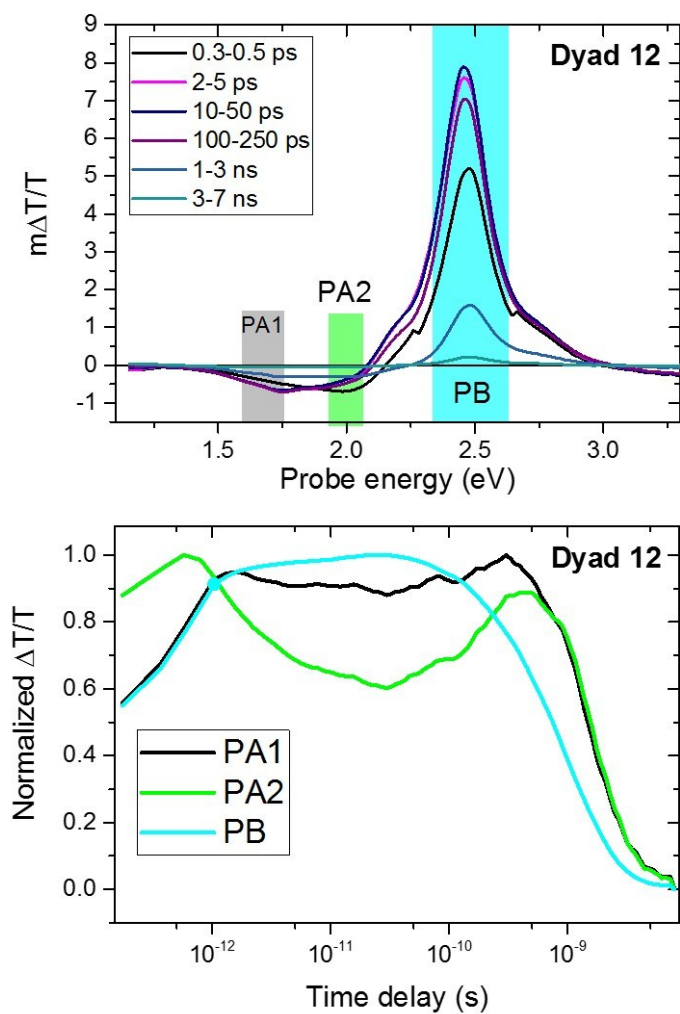 9
8
7
6
5
4
3
2
1
0
-1
m∆T/T
0.3-0.5 ps
2-5 ps
10-50 ps
100-250 ps
1-3 ns
3-7 ns
Dyad 12
PA1
PA2
PB
1.5
2.0
2.5
3.0
Probe energy (eV)
1.0
0.8
0.6
0.4
0.2
0.0
Normalized ∆T/T
Dyad 12
PA1
PA2
PB
10⁻¹²
10⁻¹¹
10⁻¹⁰
10⁻⁹
Time delay (s)